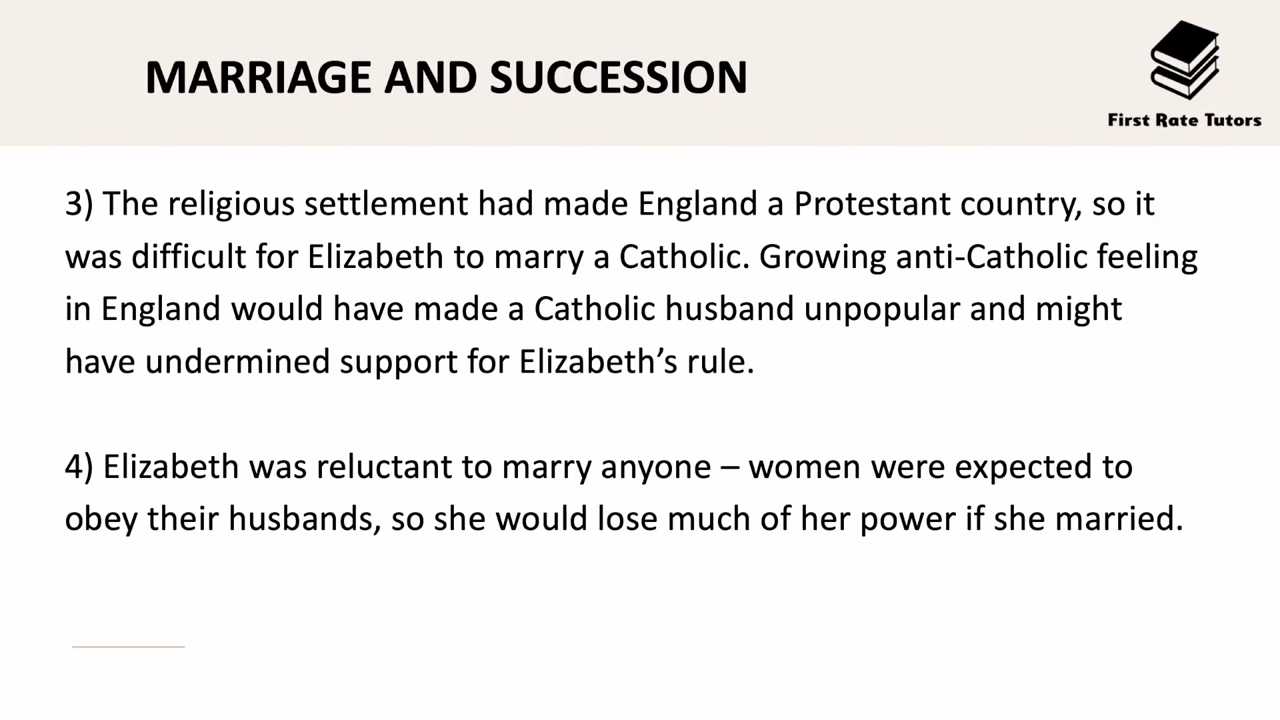 MARRIAGE AND SUCCESSION
First Rate Tutors
3) The religious settlement had made England a Protestant country, so it
was difficult for Elizabeth to marry a Catholic. Growing anti-Catholic feeling
in England would have made a Catholic husband unpopular and might
have undermined support for Elizabeth’s rule.
4) Elizabeth was reluctant to marry anyone – women were expected to
obey their husbands, so she would lose much of her power if she married.